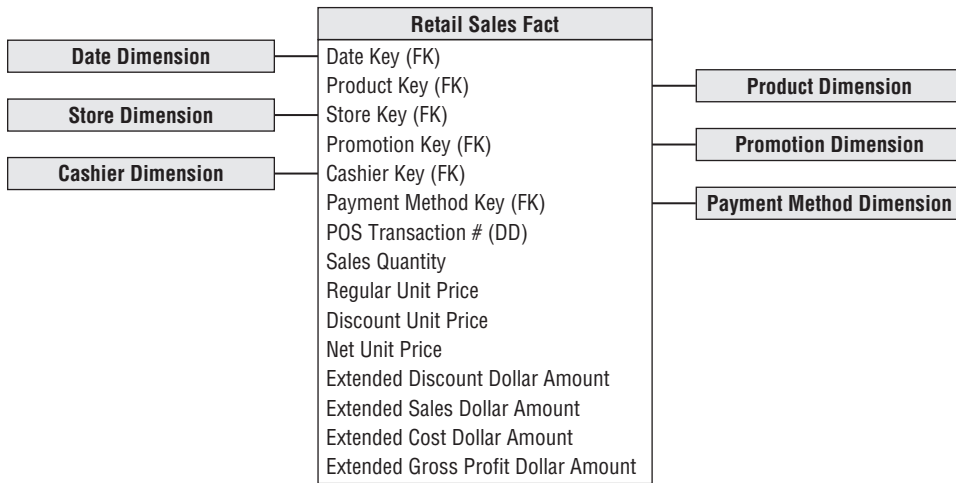 Retail Sales Fact
Date Key (FK)
Product Key (FK)
Store Key (FK)
Promotion Key (FK)
Cashier Key (FK)
Payment Method Key (FK)
POS Transaction # (DD)
Sales Quantity
Regular Unit Price
Discount Unit Price
Net Unit Price
Extended Discount Dollar Amount
Extended Sales Dollar Amount
Extended Cost Dollar Amount
Extended Gross Profit Dollar Amount
Date Dimension
Store Dimension
Cashier Dimension
Product Dimension
Promotion Dimension
Payment Method Dimension